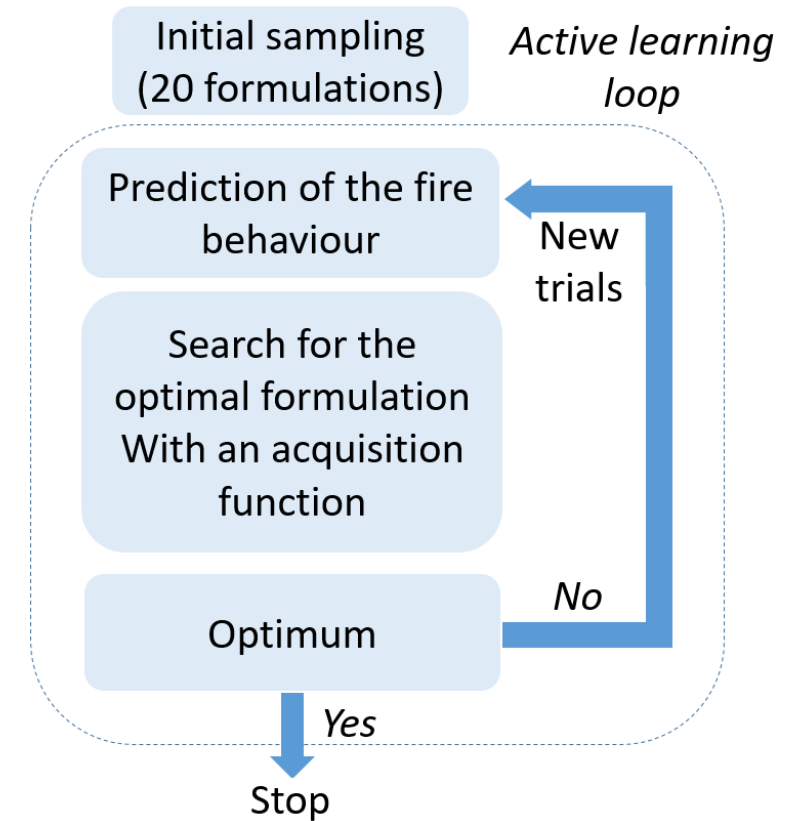 Initial sampling
(20 formulations)
Active learning
loop
Prediction of the fire
behaviour
New
trials
Search for the
optimal formulation
With an acquisition
function
No
Optimum
Yes
Stop